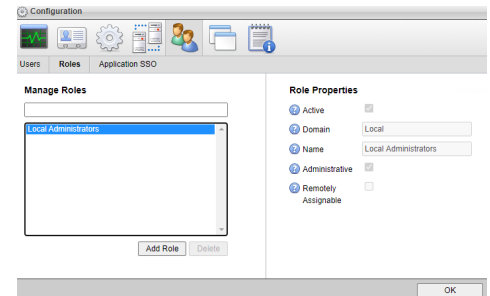 Configuration
Users Roles Application SSO
Manage Roles
Local Administrators
Add Role Delete
Role Properties
Active
Domain Local
Name Local Administrators
Administrative
Remotely
Assignable
OK